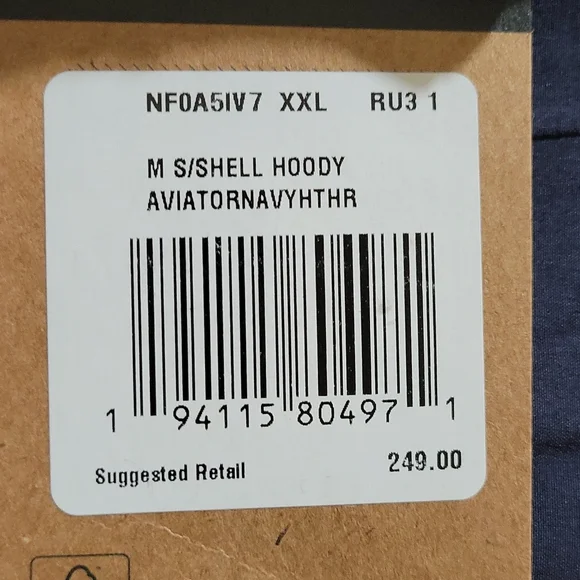 NF0A5IV7 XXL RU3 1
M S/SHELL HOODY
AVIATORNAVYHTHR
1 94115 80497 1
Suggested Retail 249.00